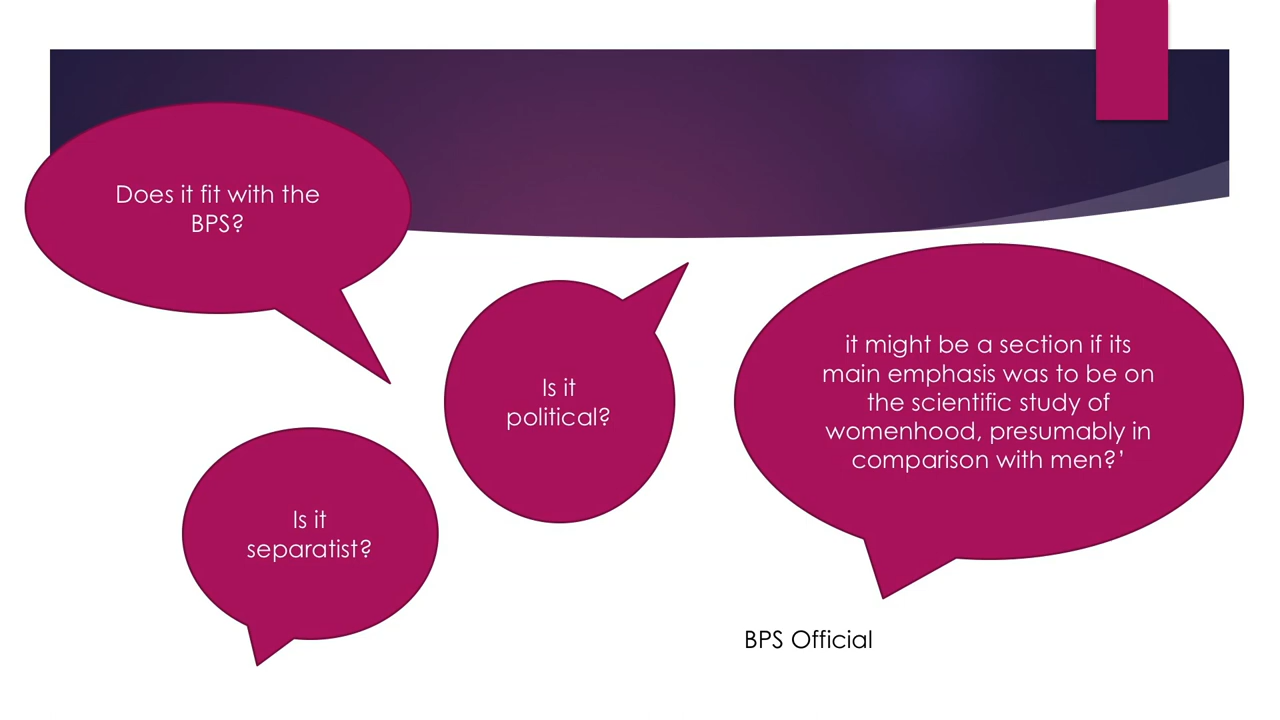 Does it fit with the
BPS?
Is it
political?
it might be a section if its
main emphasis was to be on
the scientific study of
womenhood, presumably in
comparison with men?'
Is it
separatist?
BPS Official